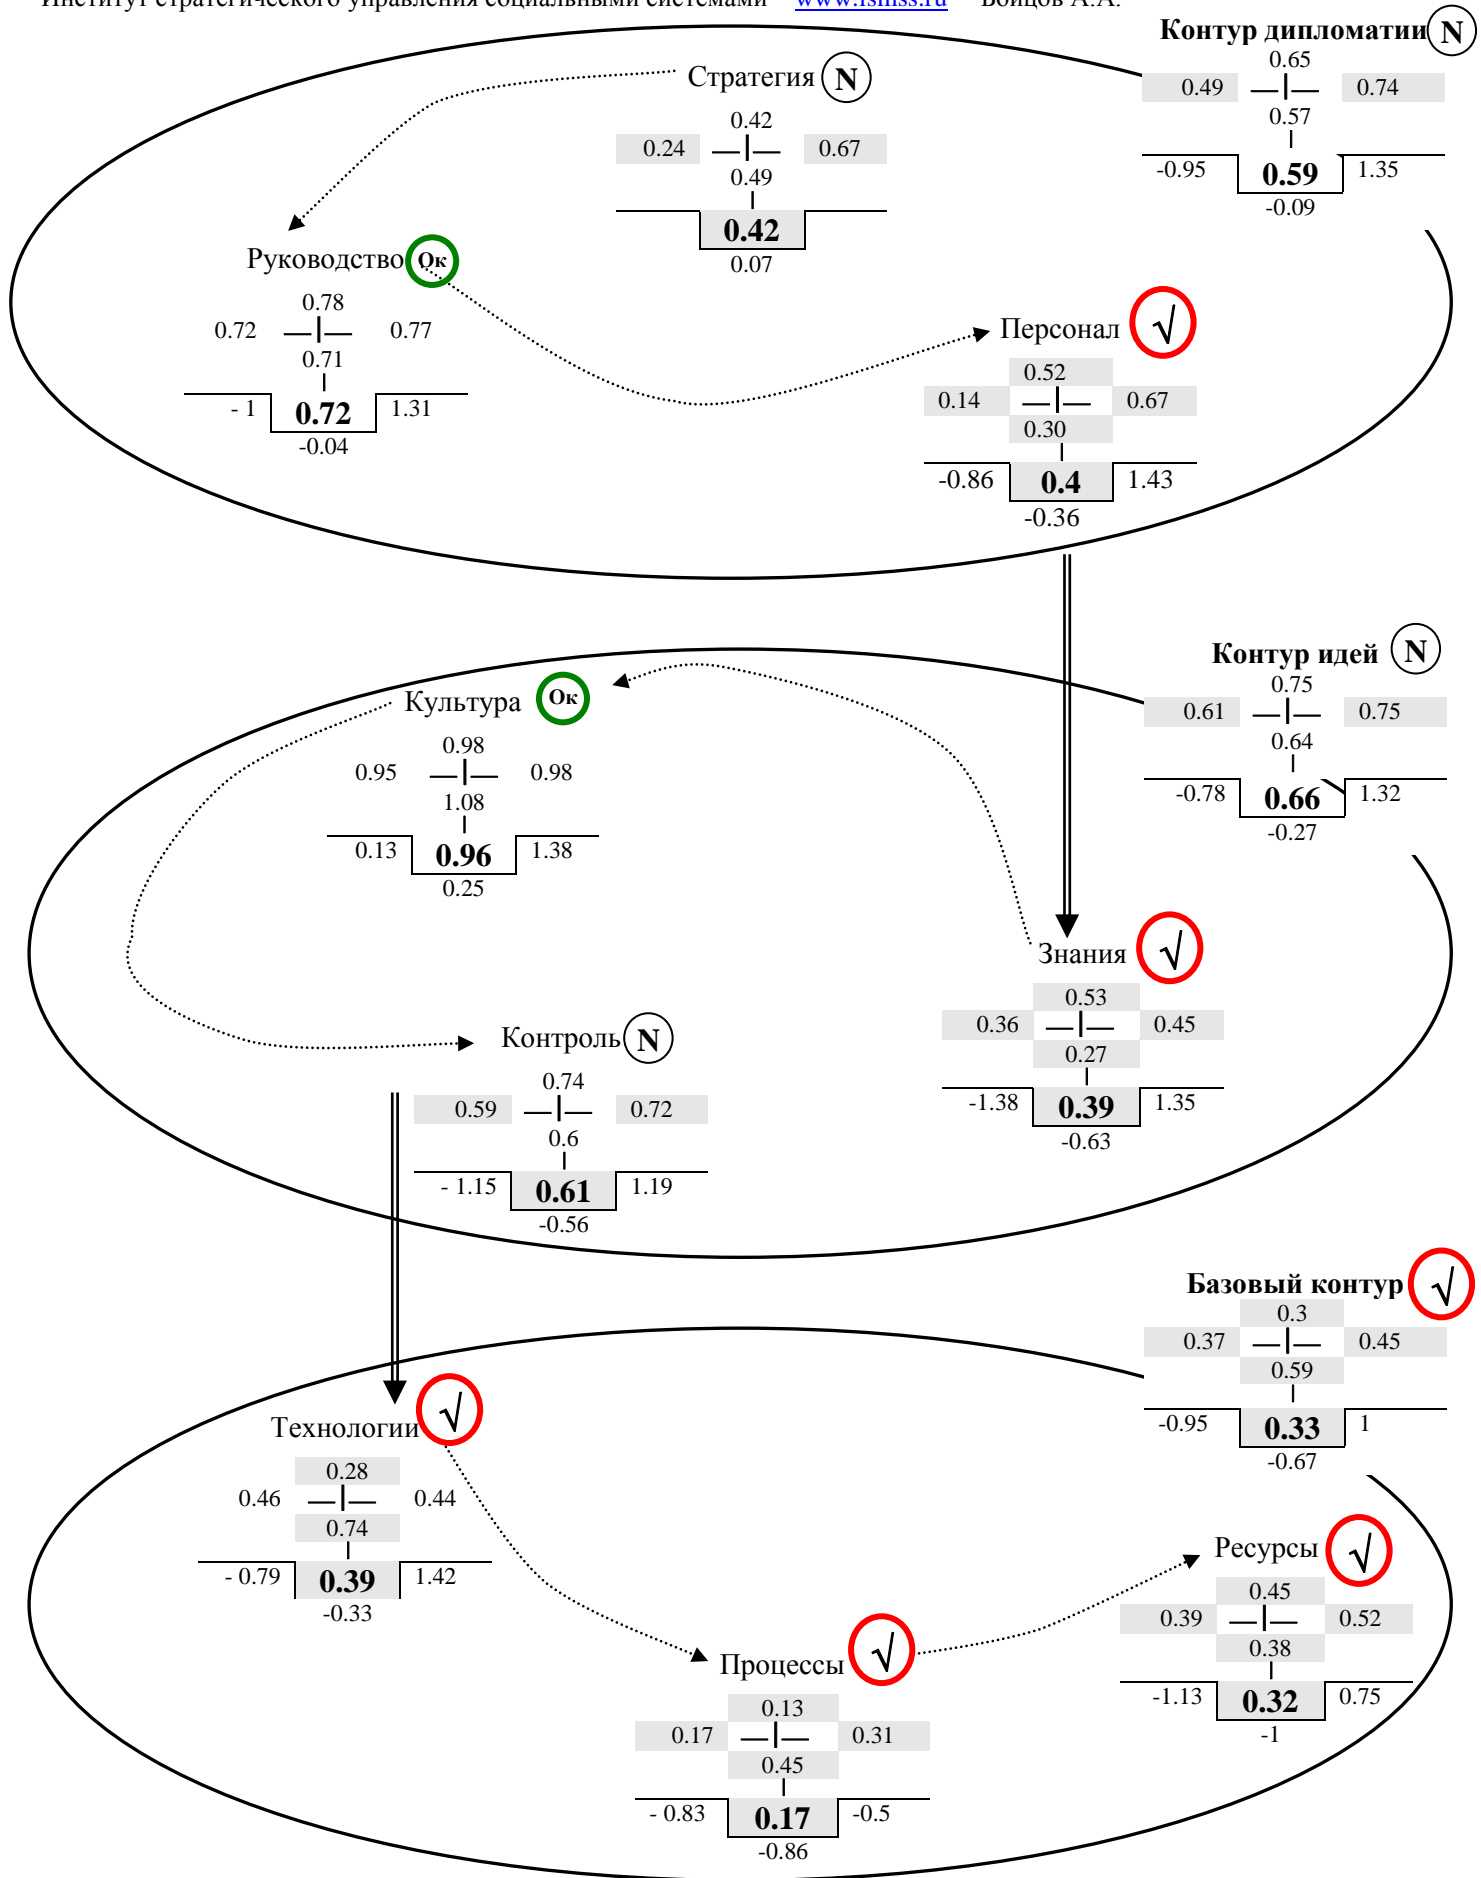 Институт стратегического управления социальными системами www.ismss.ru Бойцов А.А.
Контур дипломатии N
0.65
0.49 0.74
0.57
-0.95 0.59 1.35
-0.09
Стратегия N
0.42
0.24 0.67
0.49
0.42
0.07
Руководство Ок
0.78
0.72 0.77
0.71
- 1 0.72 1.31
-0.04
Персонал √
0.52
0.14 0.67
0.30
-0.86 0.4 1.43
-0.36
Контур идей N
0.75
0.61 0.75
0.64
-0.78 0.66 1.32
-0.27
Культура Ок
0.98
0.95 0.98
1.08
0.13 0.96 1.38
0.25
Знания √
0.53
0.36 0.45
0.27
-1.38 0.39 1.35
-0.63
Контроль N
0.74
0.59 0.72
0.6
- 1.15 0.61 1.19
-0.56
Базовый контур √
0.3
0.37 0.45
0.59
-0.95 0.33 1
-0.67
Технологии √
0.28
0.46 0.44
0.74
- 0.79 0.39 1.42
-0.33
Ресурсы √
0.45
0.39 0.52
0.38
-1.13 0.32 0.75
-1
Процессы √
0.13
0.17 0.31
0.45
- 0.83 0.17 -0.5
-0.86